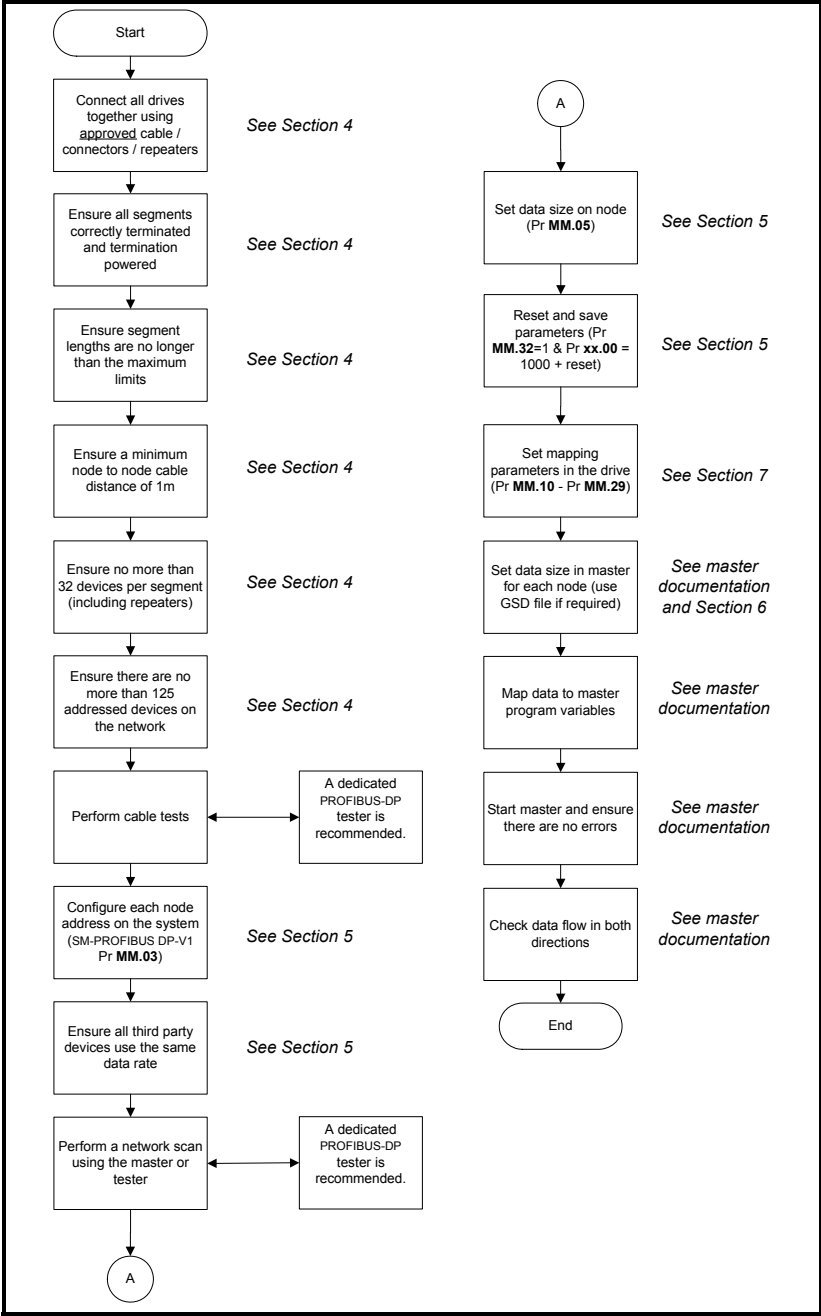 Start
Connect all drives
together using
approved cable /
connectors / repeaters
See Section 4
Ensure all segments
correctly terminated
and termination
powered
See Section 4
Ensure segment
lengths are no longer
than the maximum
limits
See Section 4
Ensure a minimum
node to node cable
distance of 1m
See Section 4
Ensure no more than
32 devices per segment
(including repeaters)
See Section 4
Ensure there are no
more than 125
addressed devices on
the network
See Section 4
Perform cable tests
A dedicated
PROFIBUS-DP
tester is
recommended.
Configure each node
address on the system
(SM-PROFIBUS DP-V1
Pr MM.03)
See Section 5
Ensure all third party
devices use the same
data rate
See Section 5
Perform a network scan
using the master or
tester
A dedicated
PROFIBUS-DP
tester is
recommended.
A
A
Set data size on node
(Pr MM.05)
See Section 5
Reset and save
parameters (Pr
MM.32=1 & Pr xx.00 =
1000 + reset)
See Section 5
Set mapping
parameters in the drive
(Pr MM.10 - Pr MM.29)
See Section 7
Set data size in master
for each node (use
GSD file if required)
See master
documentation
and Section 6
Map data to master
program variables
See master
documentation
Start master and ensure
there are no errors
See master
documentation
Check data flow in both
directions
See master
documentation
End